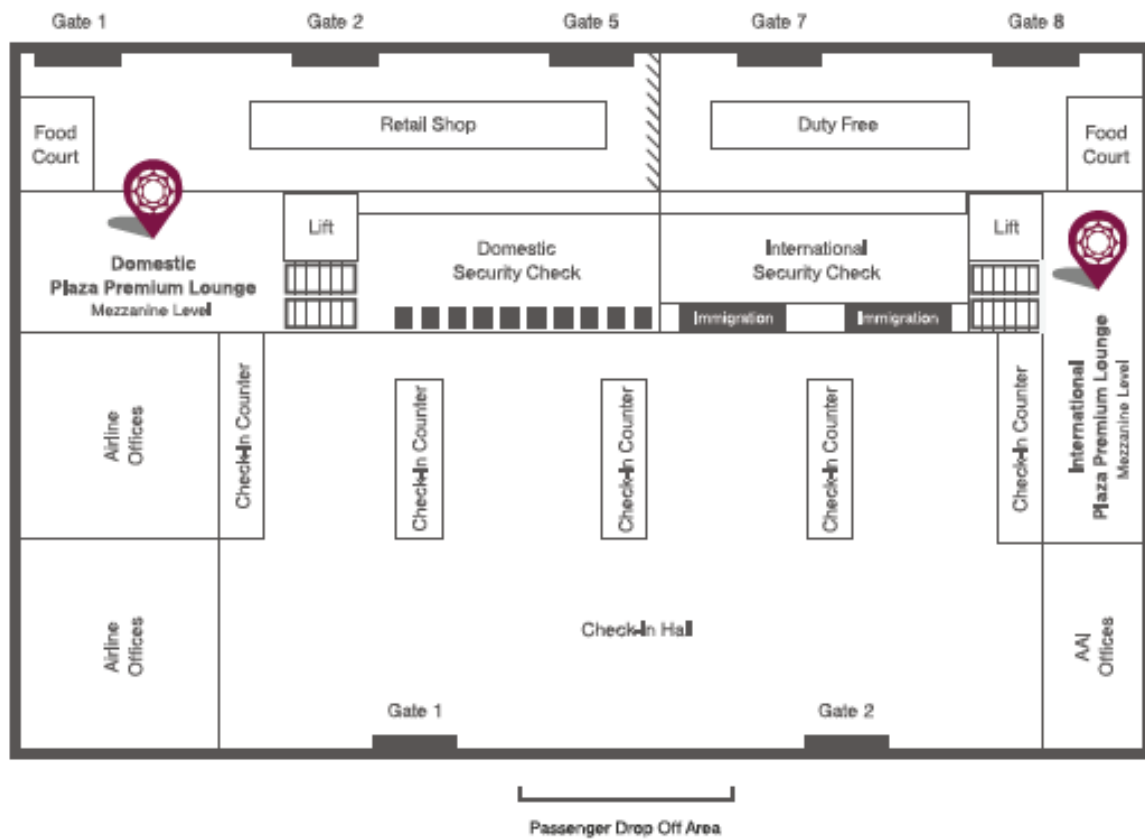 Gate 1
Gate 2
Gate 5
Gate 7
Gate 8
Food
Court
Retail Shop
Duty Free
Food
Court
Lift
Domestic
Security Check
International
Security Check
Lift
Domestic
Plaza Premium Lounge
Mezzanine Level
Immigration
Immigration
Airline
Offices
Check-In Counter
Check-In Counter
Check-In Counter
Check-In Counter
Check-In Counter
International
Plaza Premium Lounge
Mezzanine Level
Airline
Offices
Check-In Hall
AAI
Offices
Gate 1
Gate 2
Passenger Drop Off Area